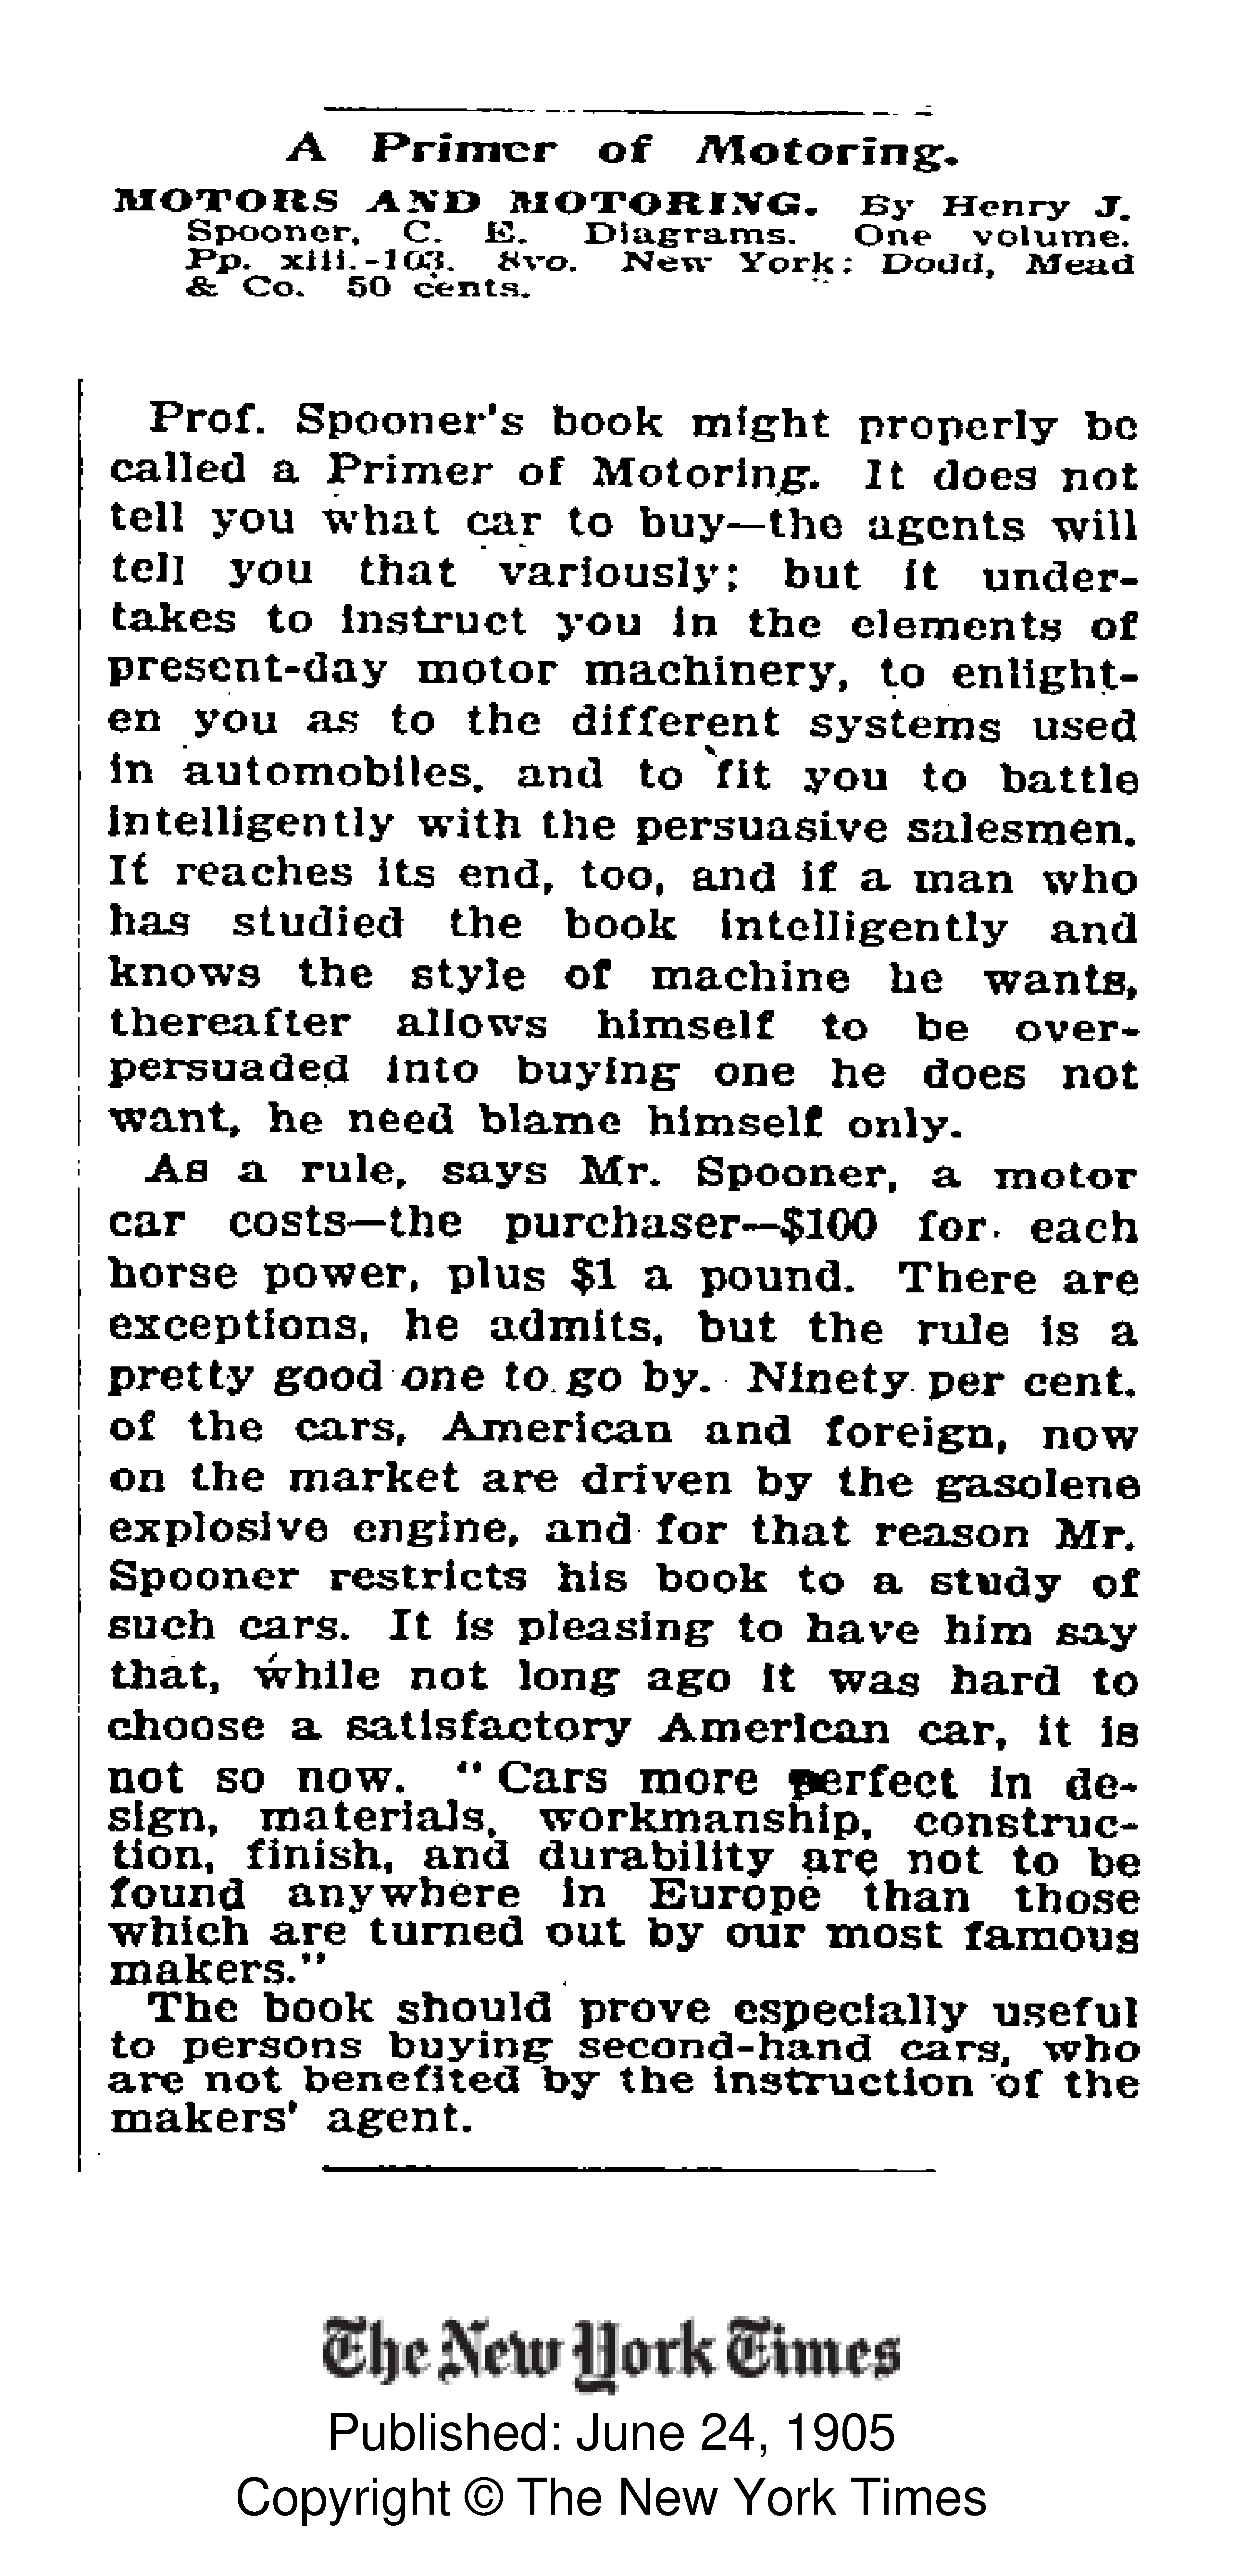 A Primer of Motoring.
MOTORS AND MOTORING. By Henry J.
Spooner, C. E. Diagrams. One volume.
Pp. xiii.-103. 8vo. New York: Dodd, Mead
& Co. 50 cents.
Prof. Spooner's book might properly be
called a Primer of Motoring. It does not
tell you what car to buy—the agents will
tell you that variously; but it under-
takes to instruct you in the elements of
present-day motor machinery, to enlight-
en you as to the different systems used
in automobiles, and to fit you to battle
intelligently with the persuasive salesmen.
It reaches its end, too, and if a man who
has studied the book intelligently and
knows the style of machine he wants,
thereafter allows himself to be over-
persuaded into buying one he does not
want, he need blame himself only.
As a rule, says Mr. Spooner, a motor
car costs—the purchaser—$100 for each
horse power, plus $1 a pound. There are
exceptions, he admits, but the rule is a
pretty good one to go by. Ninety per cent.
of the cars, American and foreign, now
on the market are driven by the gasolene
explosive engine, and for that reason Mr.
Spooner restricts his book to a study of
such cars. It is pleasing to have him say
that, while not long ago it was hard to
choose a satisfactory American car, it is
not so now. "Cars more perfect in de-
sign, materials, workmanship, construc-
tion, finish, and durability are not to be
found anywhere in Europe than those
which are turned out by our most famous
makers."
The book should prove especially useful
to persons buying second-hand cars, who
are not benefited by the instruction of the
makers' agent.
The New York Times
Published: June 24, 1905
Copyright © The New York Times